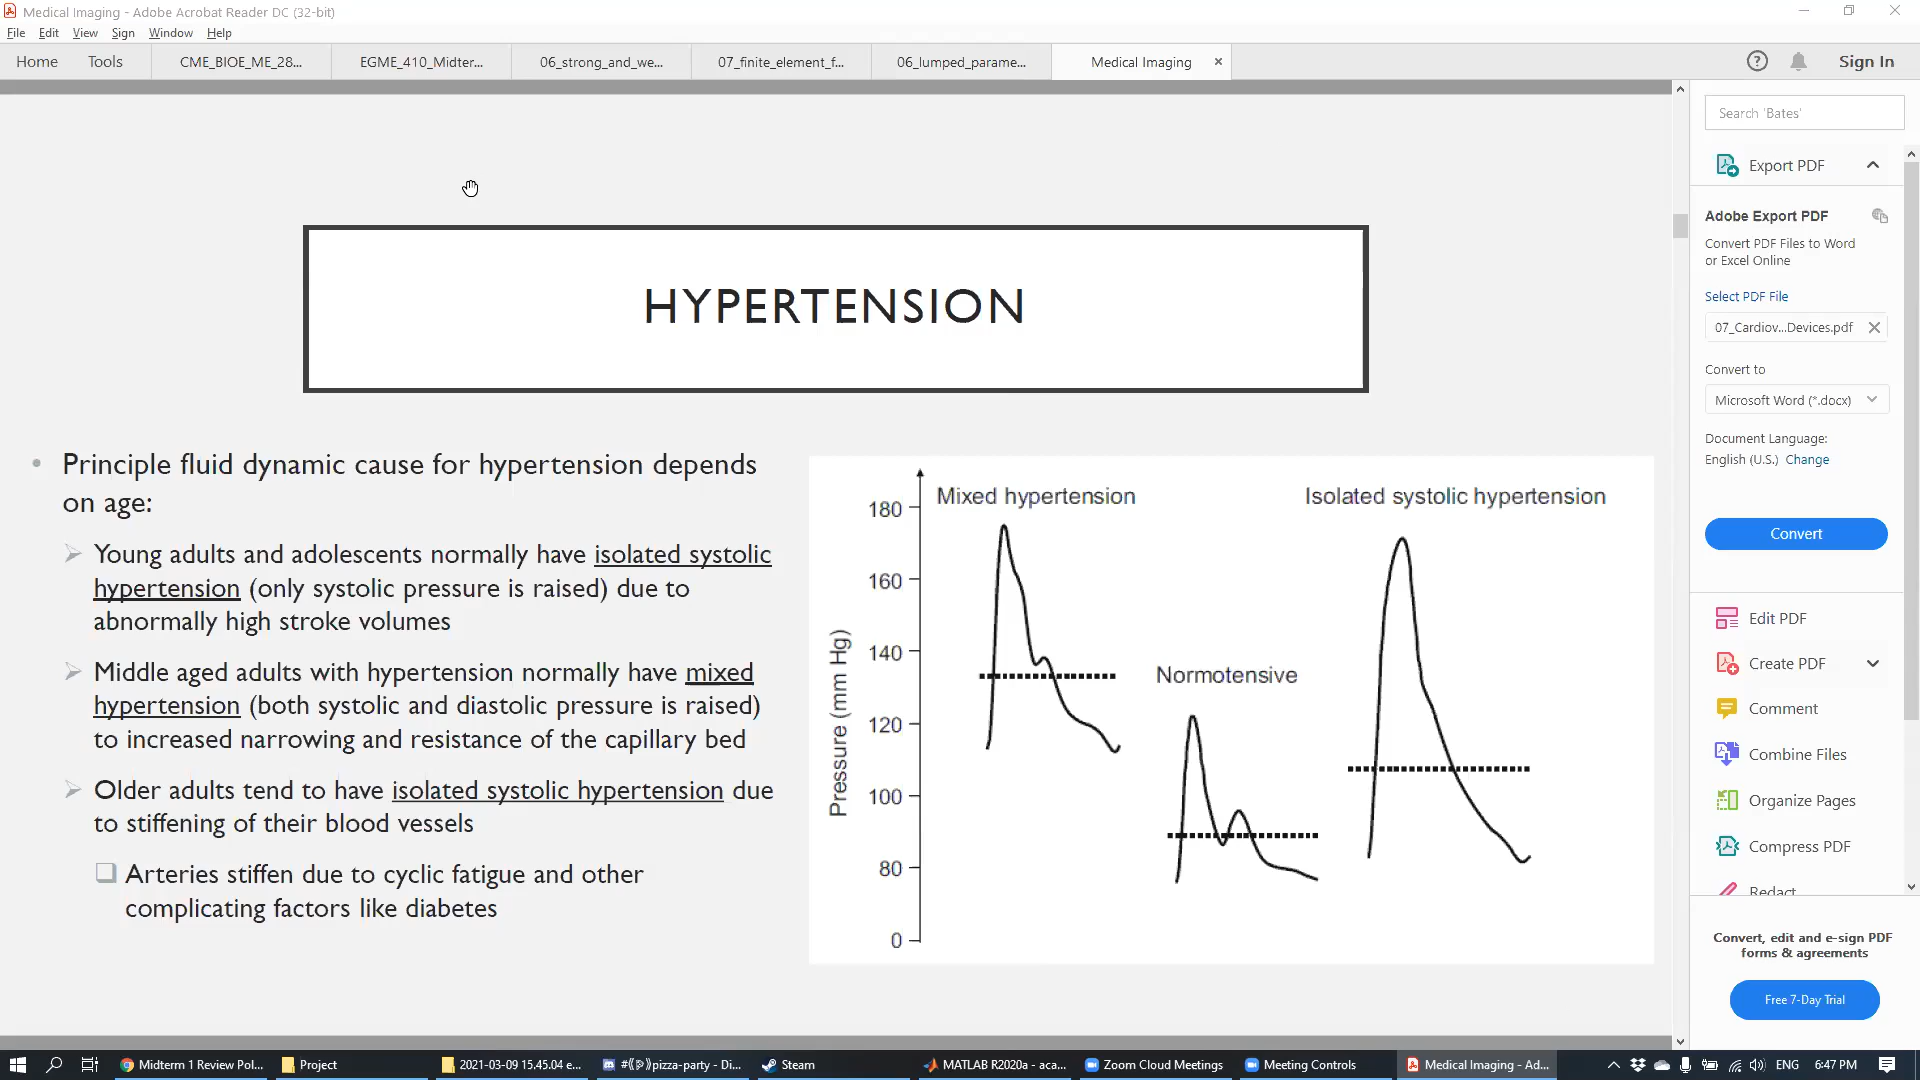 Medical Imaging - Adobe Acrobat Reader DC (32-bit)
File Edit View Sign Window Help
Home Tools CME_BIOE_ME_28... EGME_410_Midter... 06_strong_and_we... 07_finite_element_f... 06_lumped_parame... Medical Imaging × Sign In
Search 'Bates'
Export PDF
Adobe Export PDF
Convert PDF Files to Word
or Excel Online
Select PDF File
07_Cardiov...Devices.pdf
Convert to
Microsoft Word (*.docx)
Document Language:
English (U.S.) Change
Convert
Edit PDF
Create PDF
Comment
Combine Files
Organize Pages
Compress PDF
Redact
Convert, edit and e-sign PDF
forms & agreements
Free 7-Day Trial
HYPERTENSION
• Principle fluid dynamic cause for hypertension depends
on age:
Young adults and adolescents normally have isolated systolic
hypertension (only systolic pressure is raised) due to
abnormally high stroke volumes
Middle aged adults with hypertension normally have mixed
hypertension (both systolic and diastolic pressure is raised)
to increased narrowing and resistance of the capillary bed
Older adults tend to have isolated systolic hypertension due
to stiffening of their blood vessels
Arteries stiffen due to cyclic fatigue and other
complicating factors like diabetes
Mixed hypertension
Isolated systolic hypertension
Normotensive
Pressure (mm Hg)
180
160
140
120
100
80
0
Midterm 1 Review Pol... Project 2021-03-09 15.45.04 e... #((🍕)pizza-party - Di... Steam MATLAB R2020a - aca... Zoom Cloud Meetings Meeting Controls Medical Imaging - Ad... ENG 6:47 PM